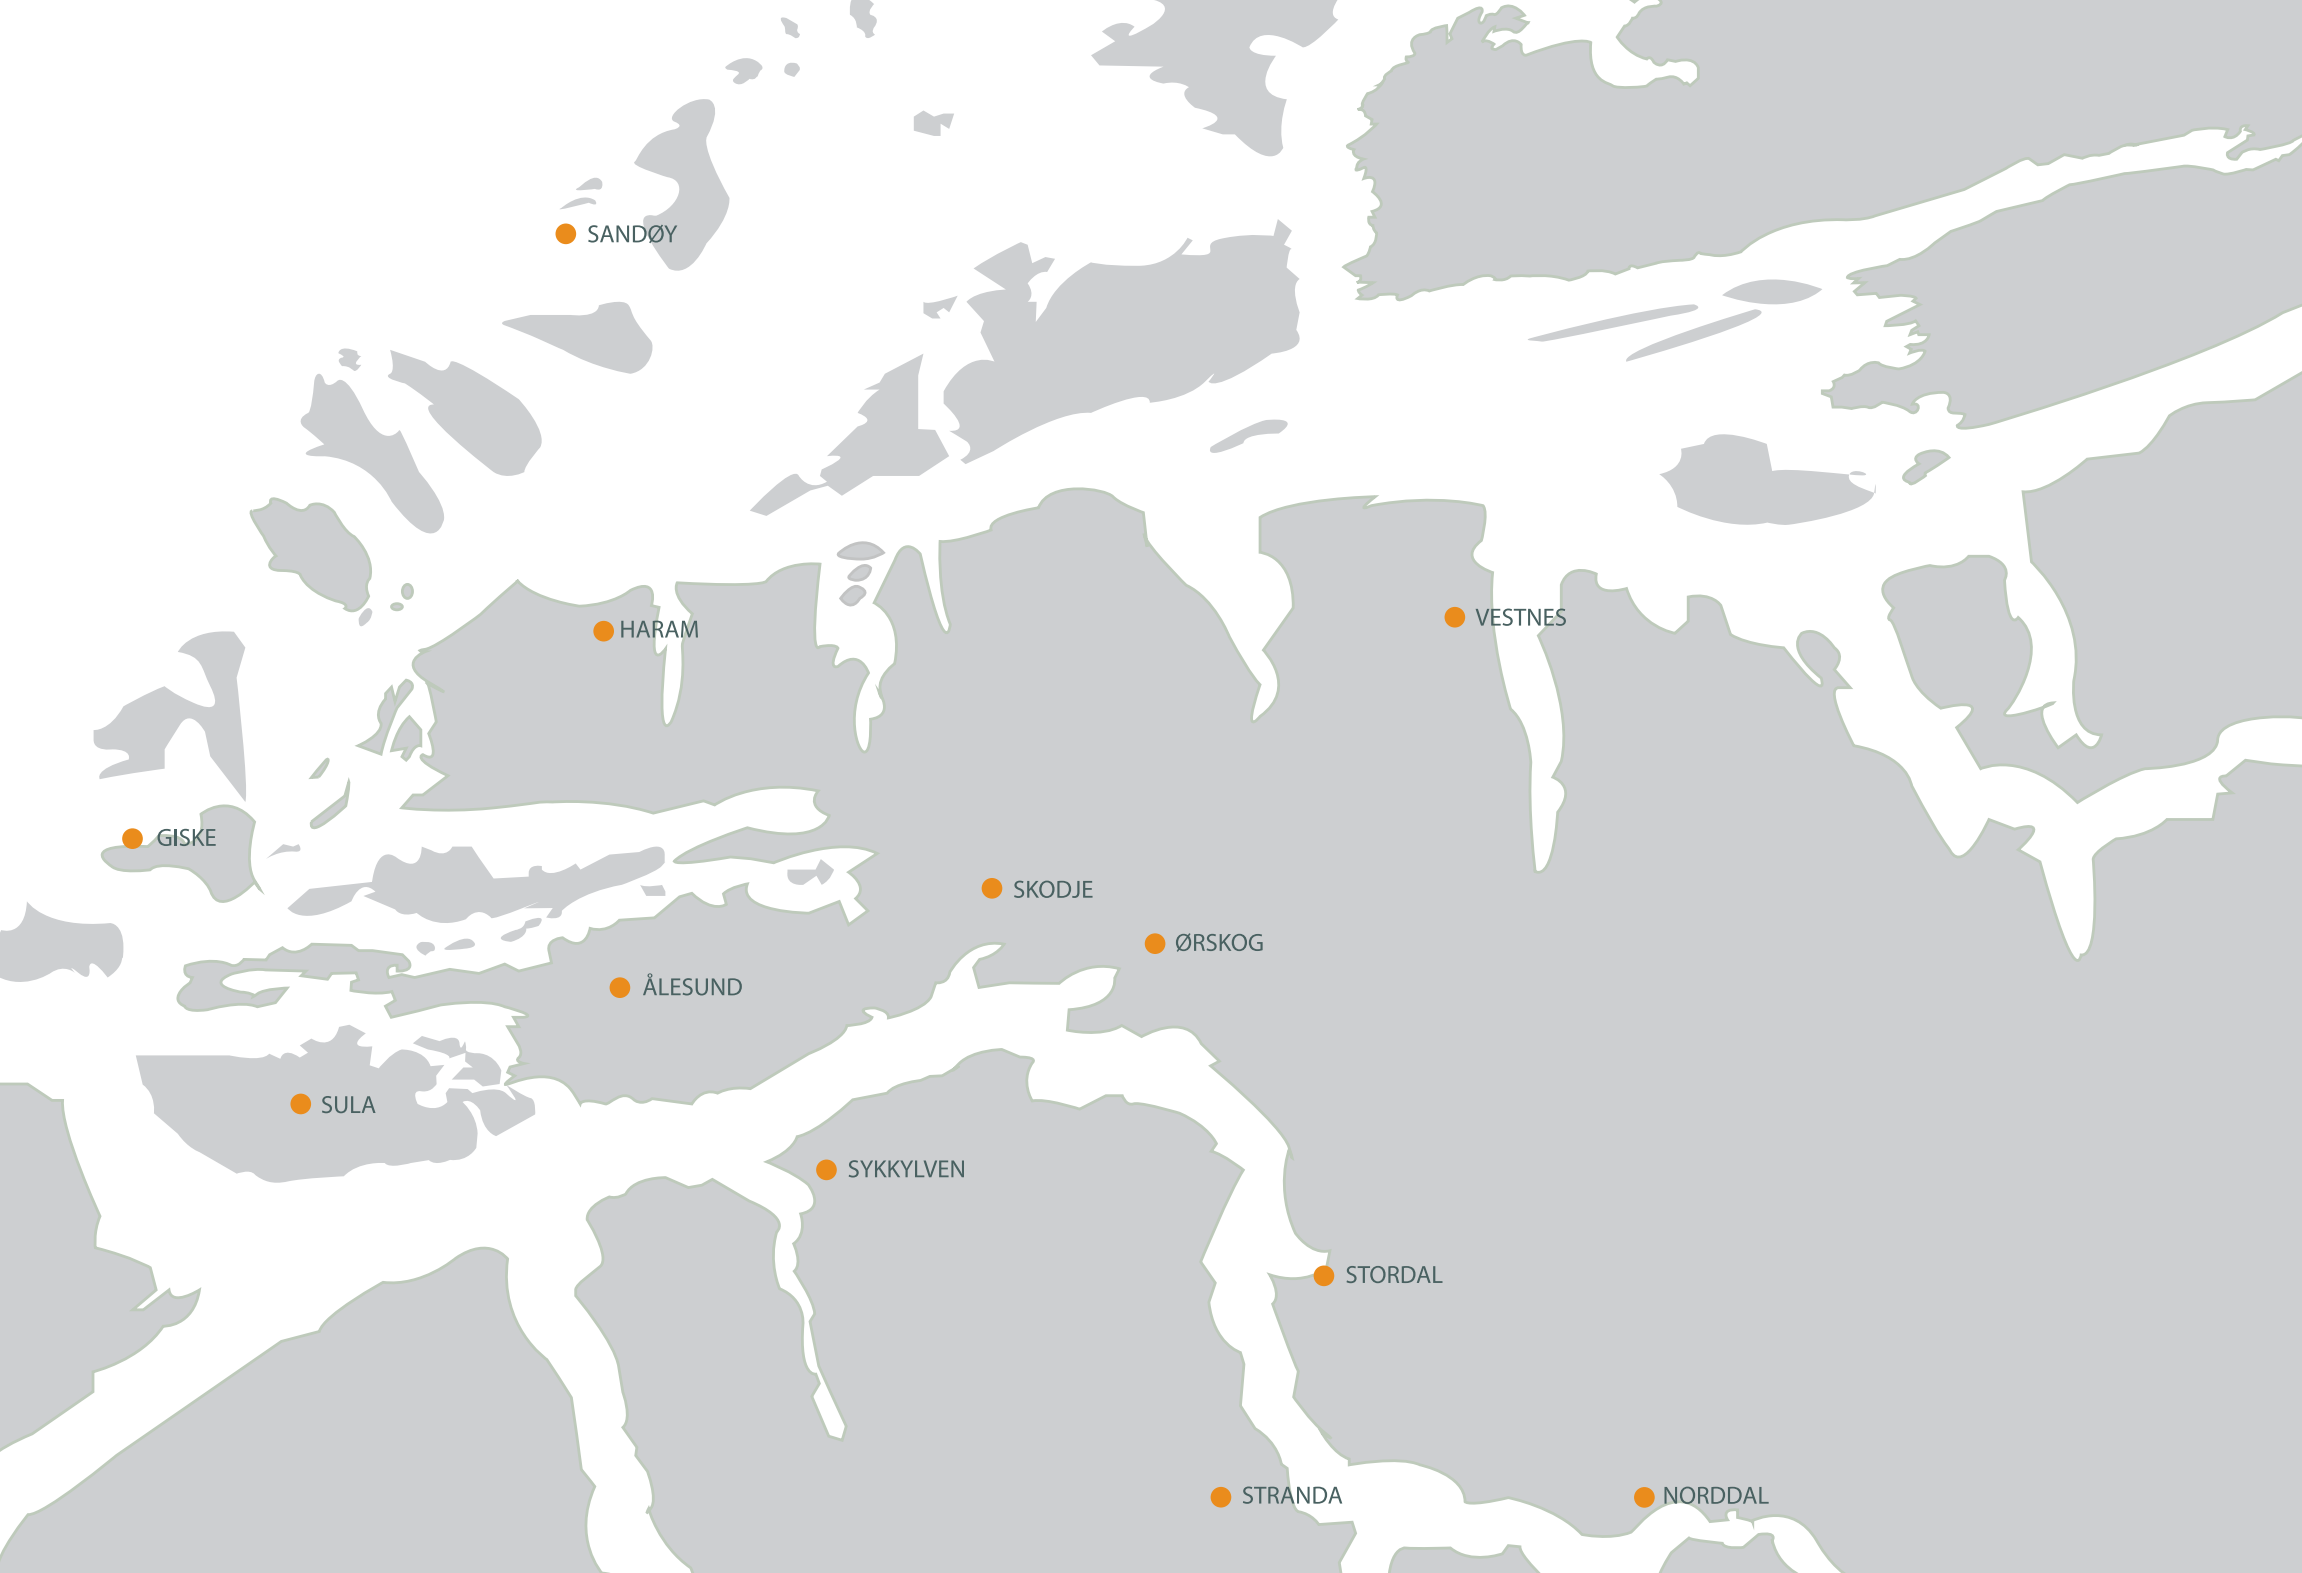 SANDØY
HARAM
VESTNES
GISKE
SKODJE
ØRSKOG
ÅLESUND
SULA
SYKKYLVEN
STORDAL
STRANDA
NORDDAL